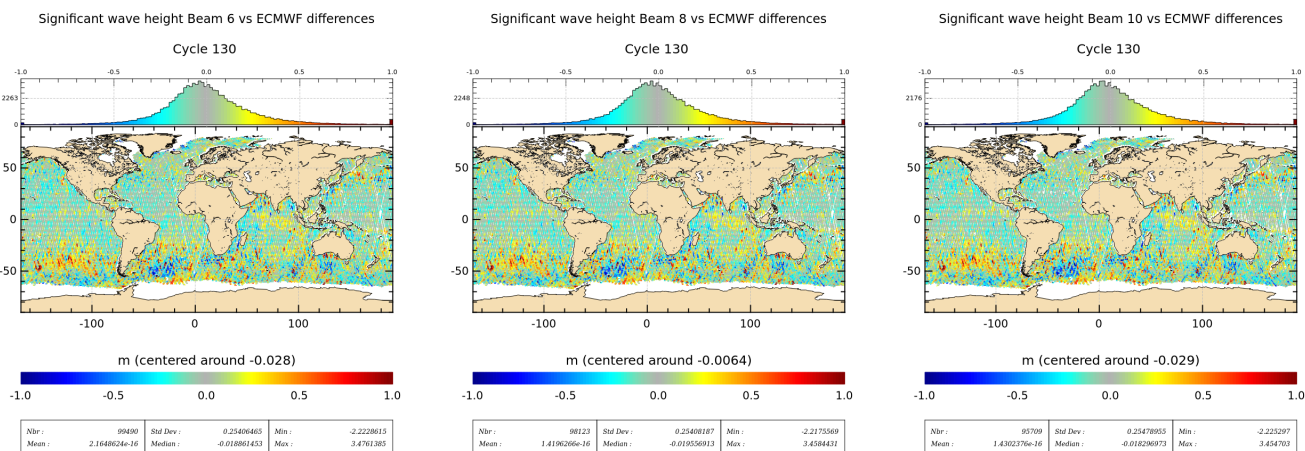 Significant wave height Beam 6 vs ECMWF differences
Cycle 130
-1.0 -0.5 0.0 0.5 1.0
2263
0
50
0
-50
-100 0 100
m (centered around -0.028)
-1.0 -0.5 0.0 0.5 1.0
Nbr : 99490 Std Dev : 0.25406465 Min : -2.2228615
Mean : 2.1648624e-16 Median : -0.018861453 Max : 3.4761385
Significant wave height Beam 8 vs ECMWF differences
Cycle 130
-1.0 -0.5 0.0 0.5 1.0
2248
0
50
0
-50
-100 0 100
m (centered around -0.0064)
-1.0 -0.5 0.0 0.5 1.0
Nbr : 98123 Std Dev : 0.25408187 Min : -2.2175569
Mean : 1.4196266e-16 Median : -0.019556913 Max : 3.4584431
Significant wave height Beam 10 vs ECMWF differences
Cycle 130
-1.0 -0.5 0.0 0.5 1.0
2176
0
50
0
-50
-100 0 100
m (centered around -0.029)
-1.0 -0.5 0.0 0.5 1.0
Nbr : 95709 Std Dev : 0.25478955 Min : -2.225297
Mean : 1.4302376e-16 Median : -0.018296973 Max : 3.454703